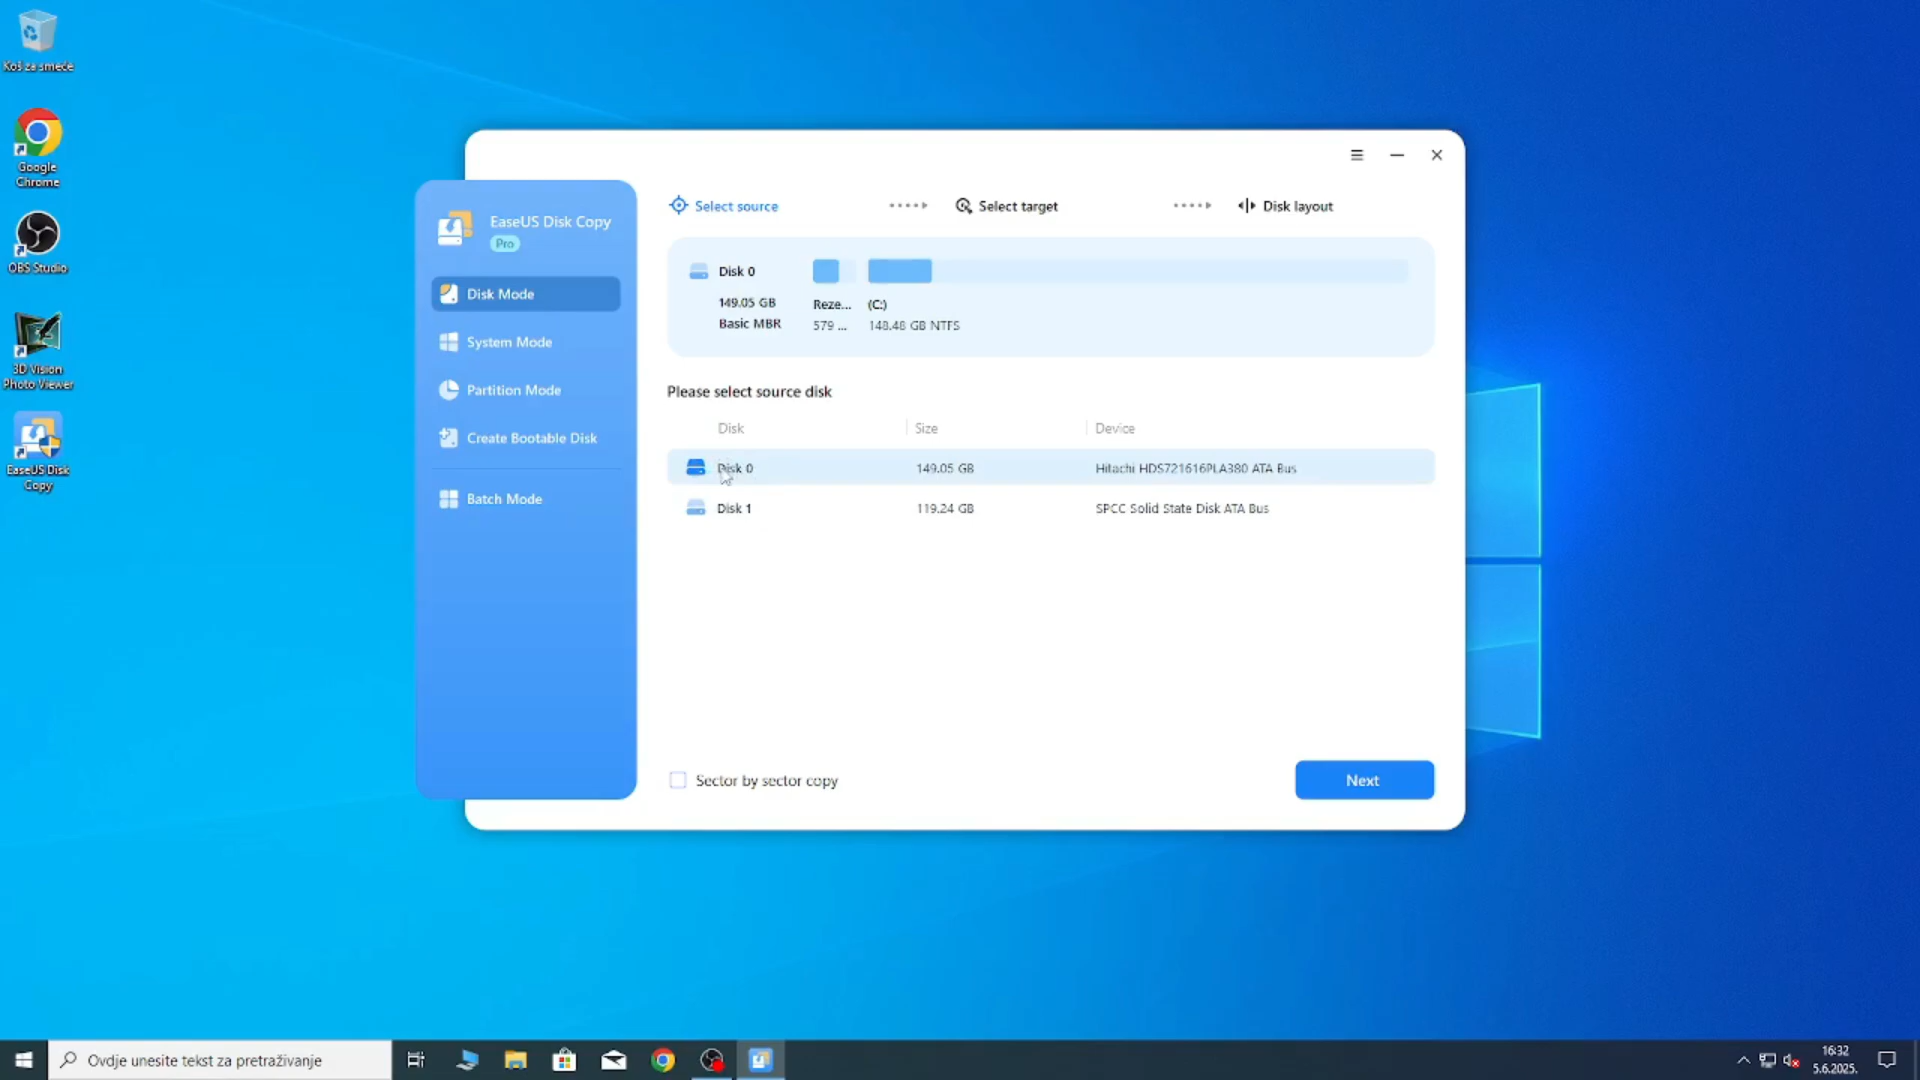 Koš za smeće
Google
Chrome
OBS Studio
3D Vision
Photo Viewer
EaseUS Disk
Copy
EaseUS Disk Copy
Pro
Disk Mode
System Mode
Partition Mode
Create Bootable Disk
Batch Mode
Select source
Select target
Disk layout
Disk 0
149.05 GB
Basic MBR
Reze...
579 ...
(C:)
148.48 GB NTFS
Please select source disk
Disk Size Device
Disk 0 149.05 GB Hitachi HDS721616PLA380 ATA Bus
Disk 1 119.24 GB SPCC Solid State Disk ATA Bus
Sector by sector copy
Next
Ovdje unesite tekst za pretraživanje
16:32
5.6.2025.